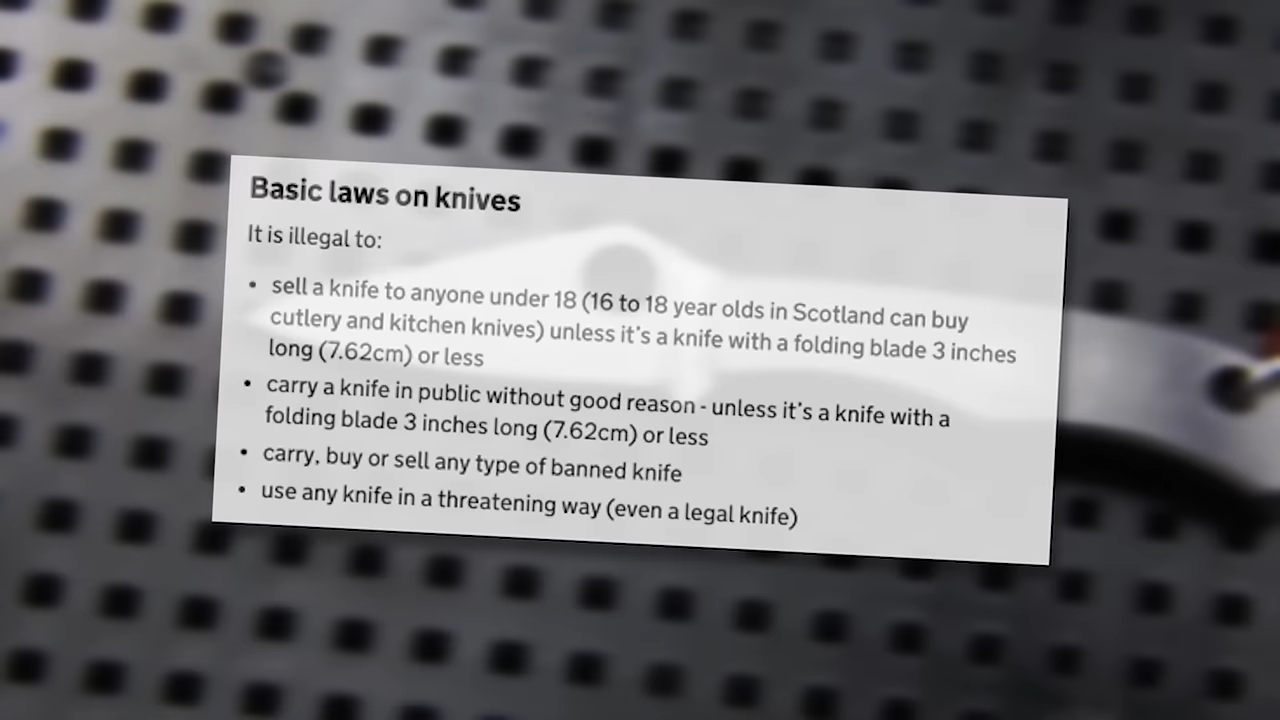 Basic laws on knives
It is illegal to:
• sell a knife to anyone under 18 (16 to 18 year olds in Scotland can buy
cutlery and kitchen knives) unless it's a knife with a folding blade 3 inches
long (7.62cm) or less
• carry a knife in public without good reason - unless it's a knife with a
folding blade 3 inches long (7.62cm) or less
• carry, buy or sell any type of banned knife
• use any knife in a threatening way (even a legal knife)